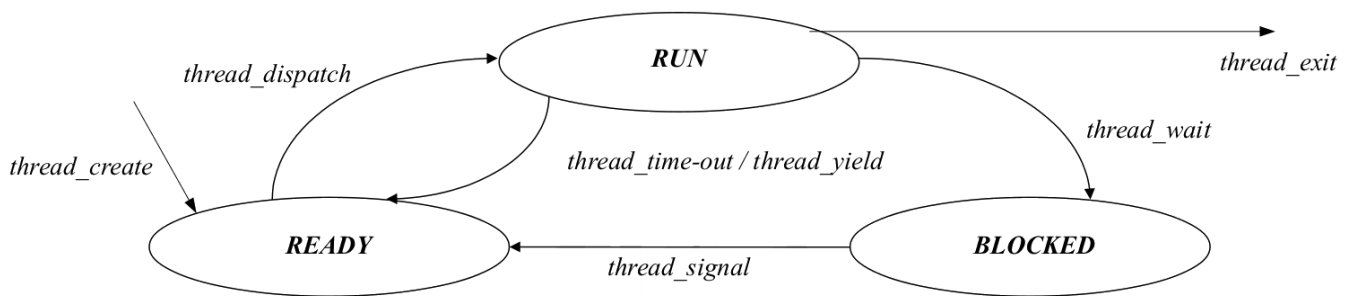 RUN
thread_exit
thread_dispatch
thread_wait
thread_create
thread_time-out / thread_yield
READY
BLOCKED
thread_signal